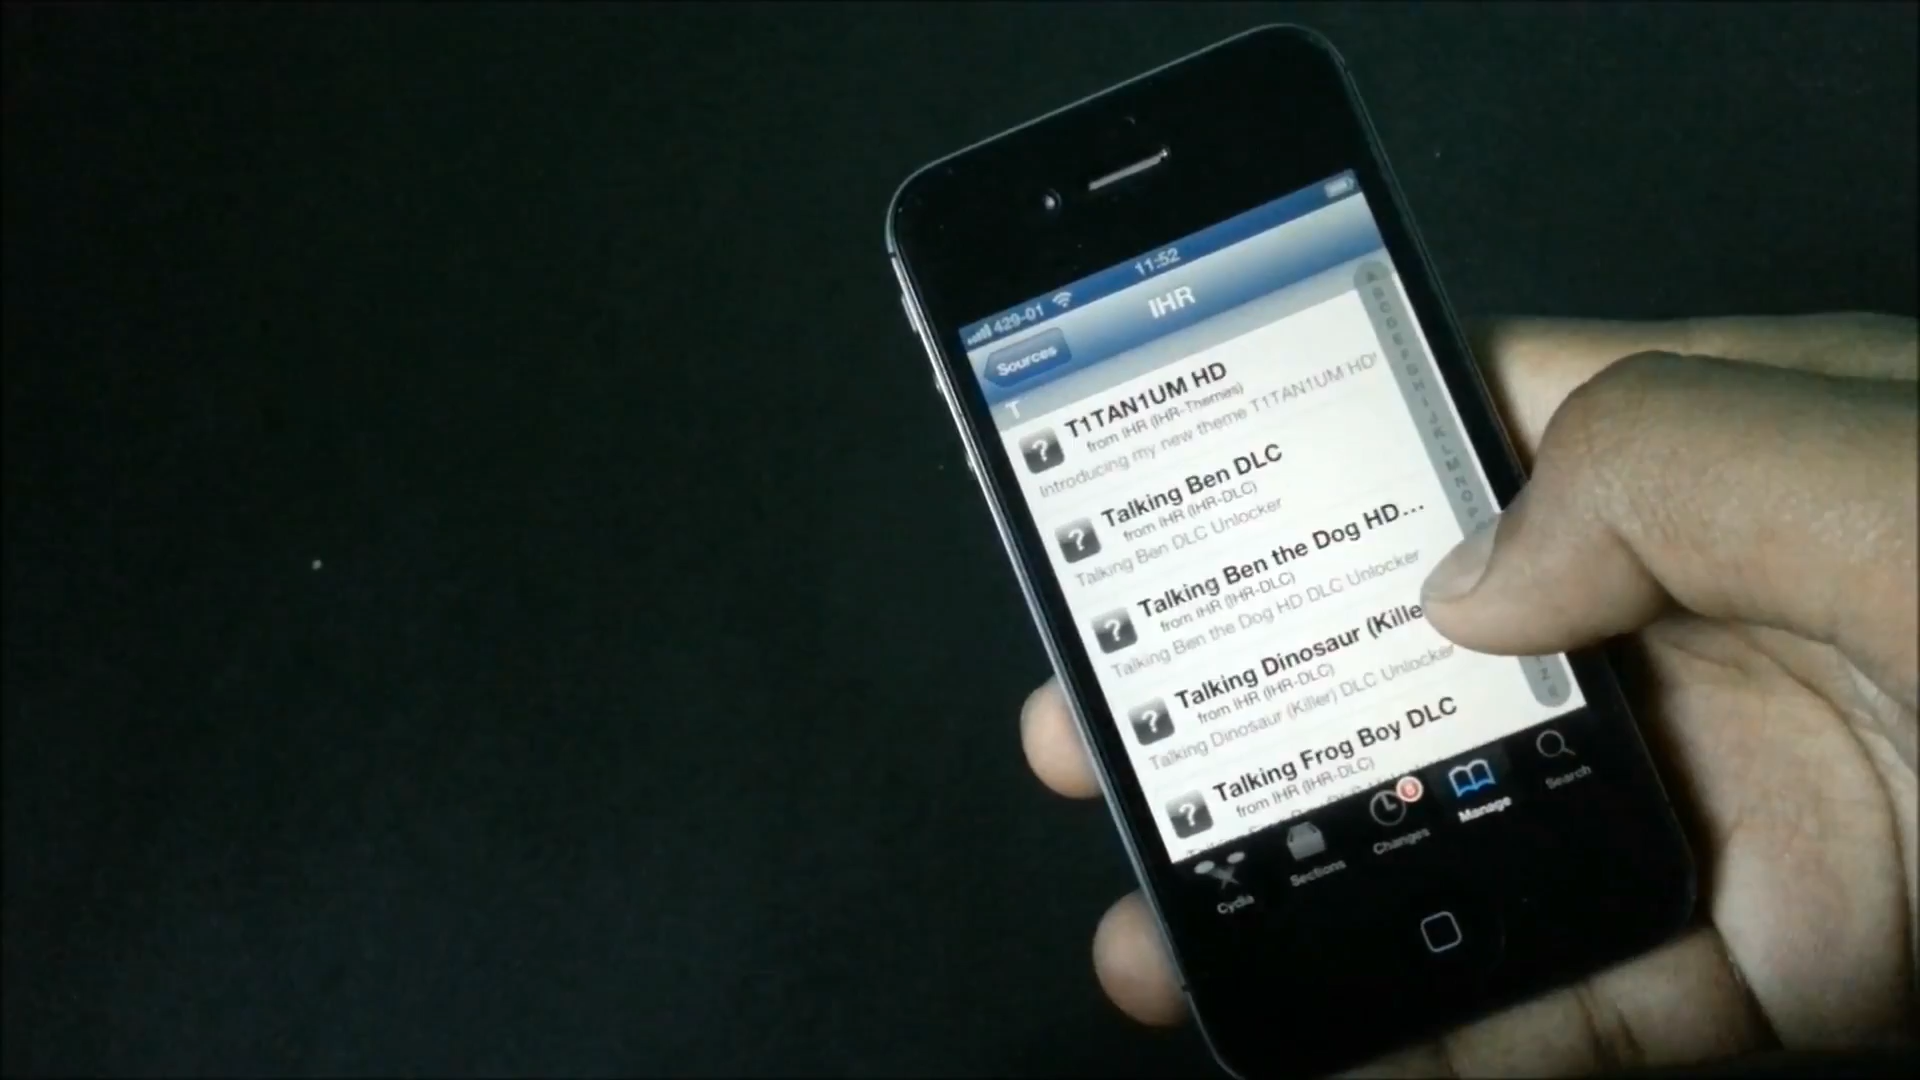 429-01 11:52
Sources IHR
A
B
C
D
E
F
G
H
I
J
K
L
M
N
O
P
T
T1TAN1UM HD
from IHR (IHR-Themes)
Introducing my new theme T1TAN1UM HD!
Talking Ben DLC
from IHR (IHR-DLC)
Talking Ben DLC Unlocker
Talking Ben the Dog HD...
from IHR (IHR-DLC)
Talking Ben the Dog HD DLC Unlocker
Talking Dinosaur (Kille
from IHR (IHR-DLC)
Talking Dinosaur (Killer) DLC Unlocker
Talking Frog Boy DLC
from IHR (IHR-DLC)
Z
Cydia
Sections
Changes
Manage
Search